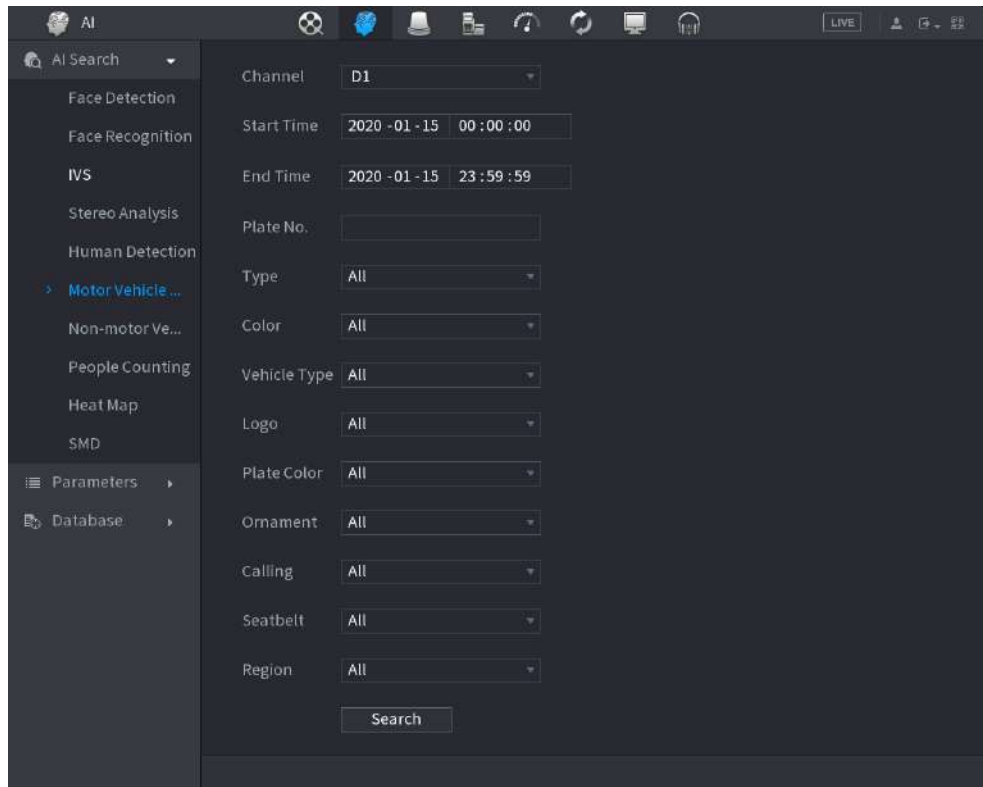 AI
LIVE
AI Search
Face Detection
Face Recognition
IVS
Stereo Analysis
Human Detection
Motor Vehicle ...
Non-motor Ve...
People Counting
Heat Map
SMD
Parameters
Database
Channel D1
Start Time 2020 -01 -15 00 :00 :00
End Time 2020 -01 -15 23 :59 :59
Plate No.
Type All
Color All
Vehicle Type All
Logo All
Plate Color All
Ornament All
Calling All
Seatbelt All
Region All
Search